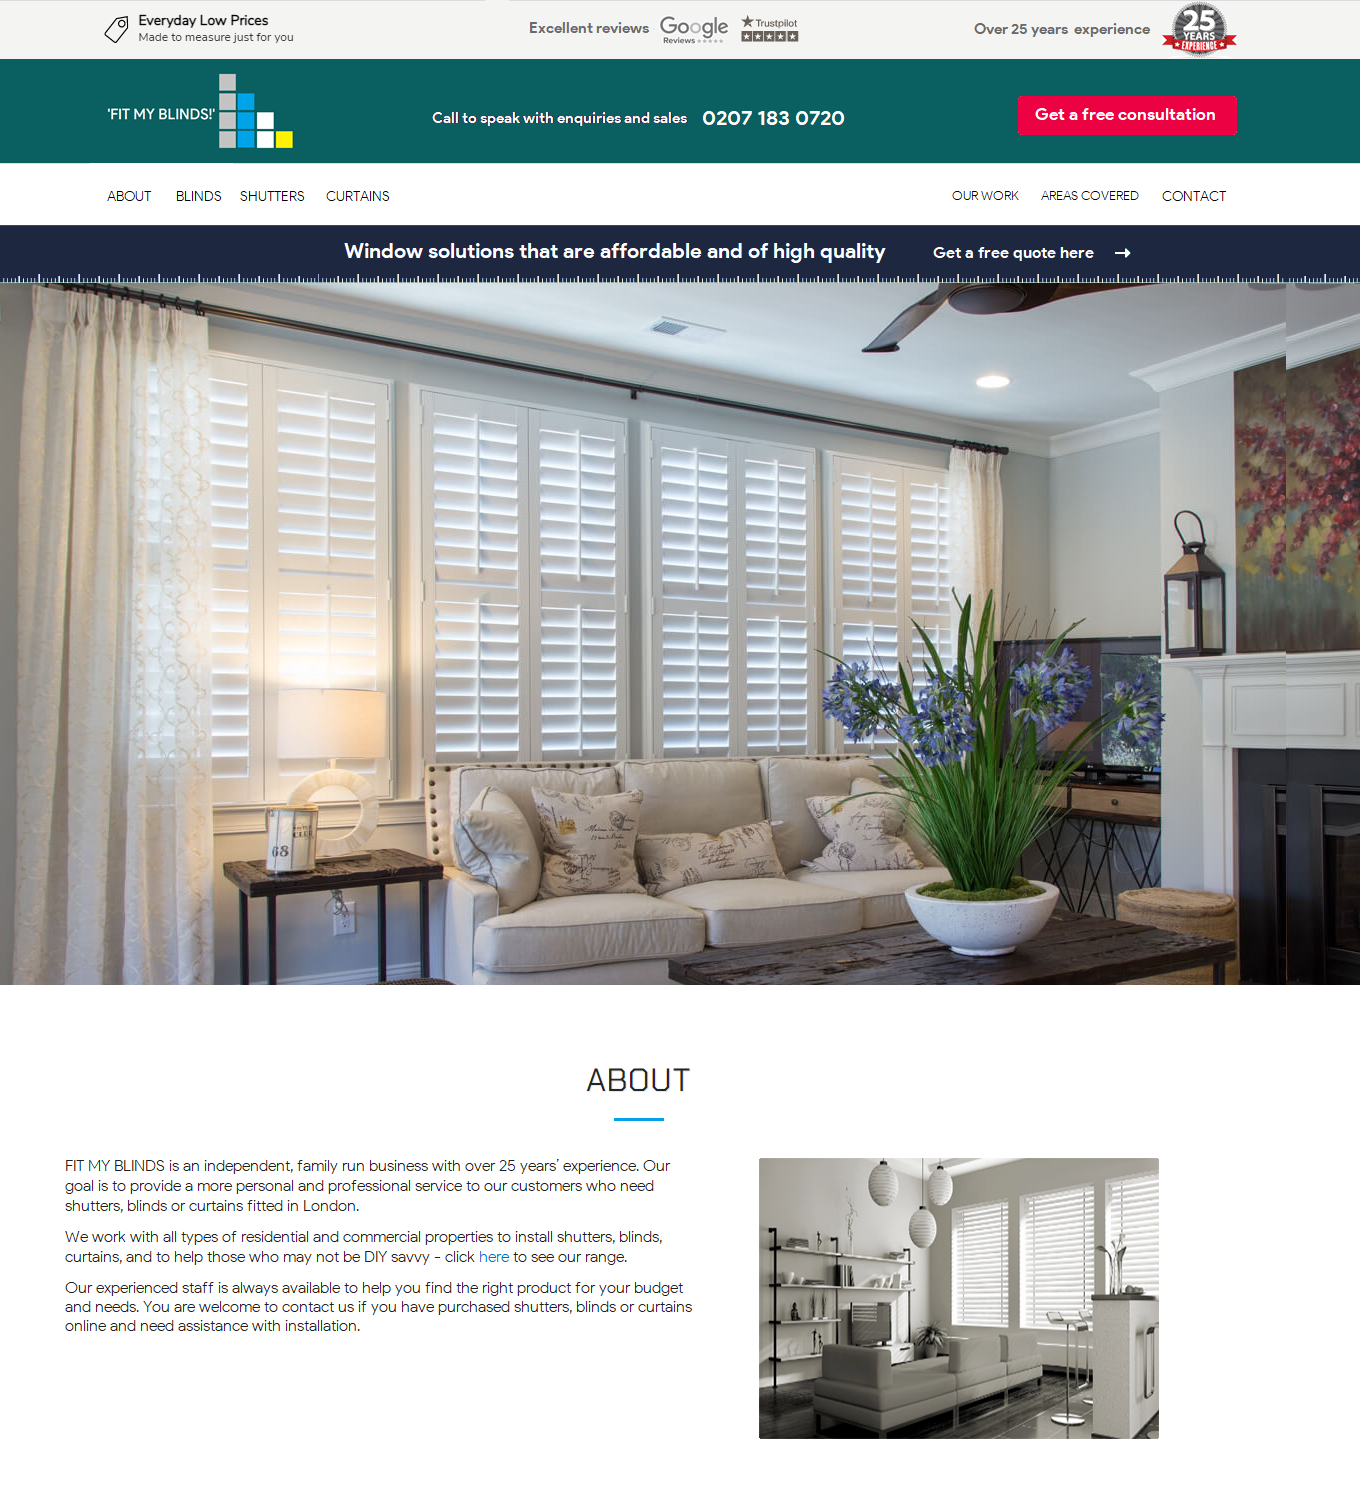 Everyday Low Prices
Made to measure just for you
Excellent reviews
Google
Reviews
Trustpilot
Over 25 years experience
25
YEARS
EXPERIENCE
'FIT MY BLINDS!'
Call to speak with enquiries and sales 0207 183 0720
Get a free consultation
ABOUT BLINDS SHUTTERS CURTAINS OUR WORK AREAS COVERED CONTACT
Window solutions that are affordable and of high quality Get a free quote here →
68
ABOUT
FIT MY BLINDS is an independent, family run business with over 25 years’ experience. Our
goal is to provide a more personal and professional service to our customers who need
shutters, blinds or curtains fitted in London.
We work with all types of residential and commercial properties to install shutters, blinds,
curtains, and to help those who may not be DIY savvy - click here to see our range.
Our experienced staff is always available to help you find the right product for your budget
and needs. You are welcome to contact us if you have purchased shutters, blinds or curtains
online and need assistance with installation.